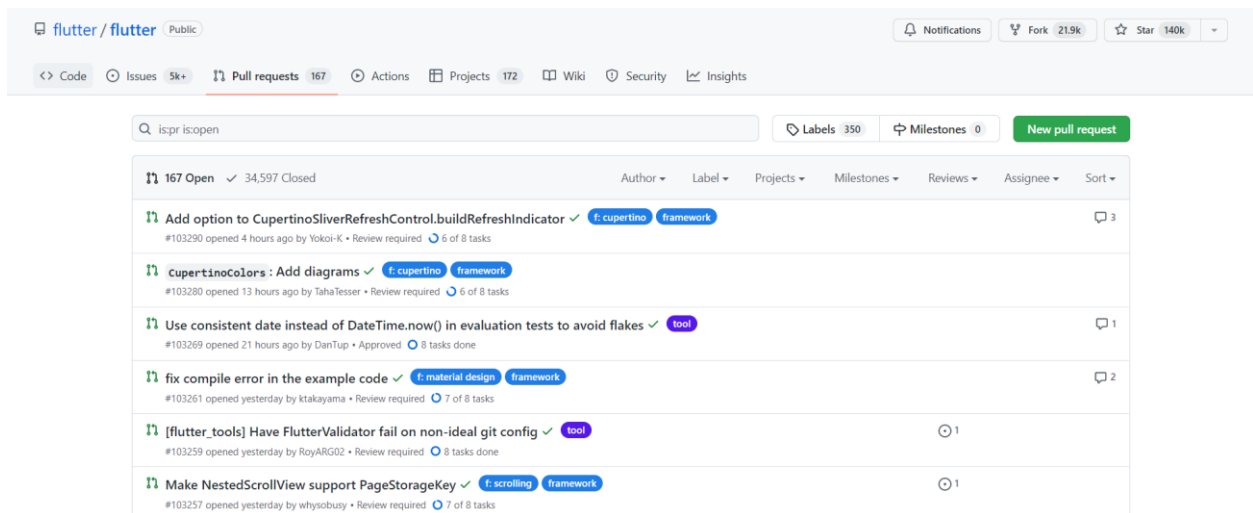 flutter / flutter Public
Notifications Fork 21.9k Star 140k
Code Issues 5k+ Pull requests 167 Actions Projects 172 Wiki Security Insights
is:pr is:open
Labels 350 Milestones 0 New pull request
167 Open 34,597 Closed Author Label Projects Milestones Reviews Assignee Sort
Add option to CupertinoSliverRefreshControl.buildRefreshIndicator f: cupertino framework 3
#103290 opened 4 hours ago by Yokoi-K • Review required 6 of 8 tasks
CupertinoColors: Add diagrams f: cupertino framework
#103280 opened 13 hours ago by TahaTesser • Review required 6 of 8 tasks
Use consistent date instead of DateTime.now() in evaluation tests to avoid flakes tool 1
#103269 opened 21 hours ago by DanTup • Approved 8 tasks done
fix compile error in the example code f: material design framework 2
#103261 opened yesterday by ktakayama • Review required 7 of 8 tasks
[flutter_tools] Have FlutterValidator fail on non-ideal git config tool 1
#103259 opened yesterday by RoyARG02 • Review required 8 tasks done
Make NestedScrollView support PageStorageKey f: scrolling framework 1
#103257 opened yesterday by whysobusy • Review required 7 of 8 tasks